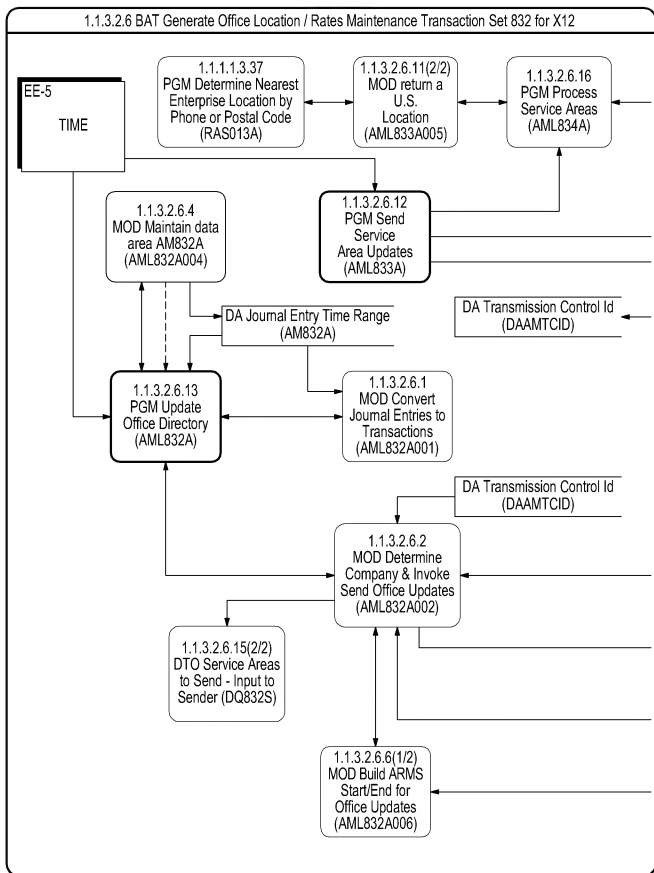 1.1.3.2.6 BAT Generate Office Location / Rates Maintenance Transaction Set 832 for X12
EE-5
TIME
1.1.1.1.3.37
PGM Determine Nearest
Enterprise Location by
Phone or Postal Code
(RAS013A)
1.1.3.2.6.11(2/2)
MOD return a
U.S.
Location
(AML833A005)
1.1.3.2.6.16
PGM Process
Service Areas
(AML834A)
1.1.3.2.6.4
MOD Maintain data
area AM832A
(AML832A004)
1.1.3.2.6.12
PGM Send
Service
Area Updates
(AML833A)
DA Journal Entry Time Range
(AM832A)
DA Transmission Control Id
(DAAMTCID)
1.1.3.2.6.13
PGM Update
Office Directory
(AML832A)
1.1.3.2.6.1
MOD Convert
Journal Entries to
Transactions
(AML832A001)
DA Transmission Control Id
(DAAMTCID)
1.1.3.2.6.2
MOD Determine
Company & Invoke
Send Office Updates
(AML832A002)
1.1.3.2.6.15(2/2)
DTO Service Areas
to Send - Input to
Sender (DQ832S)
1.1.3.2.6.6(1/2)
MOD Build ARMS
Start/End for
Office Updates
(AML832A006)